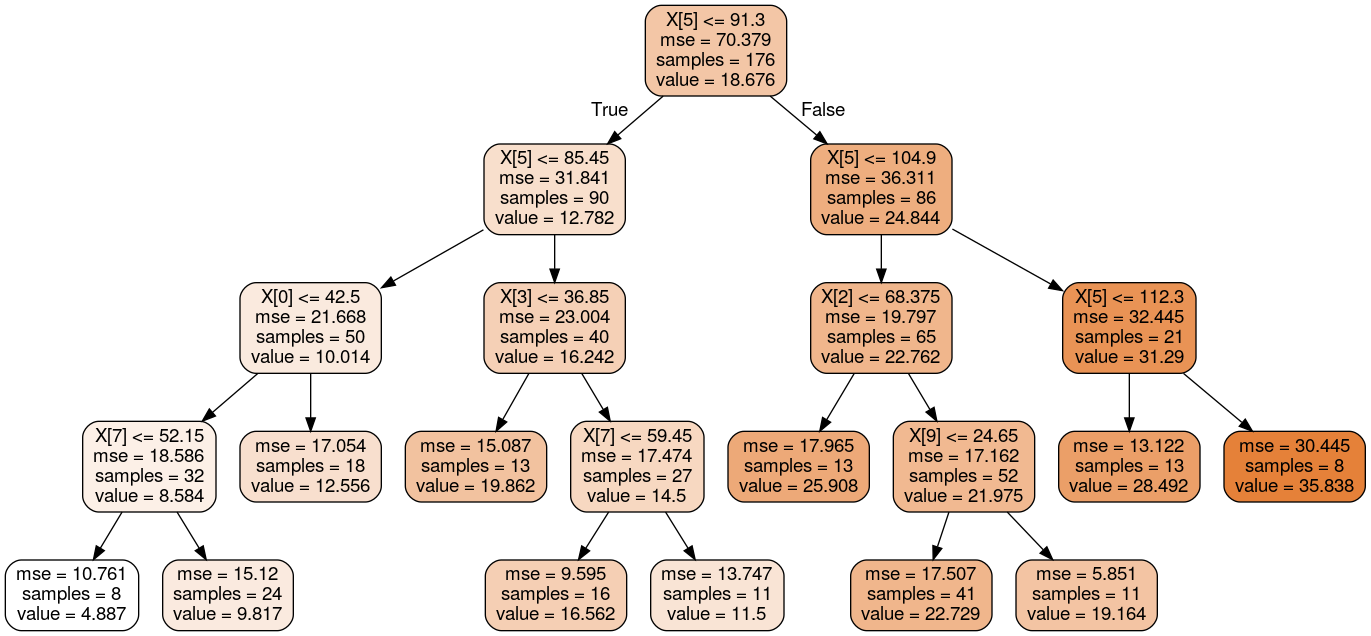 X[5] <= 91.3
mse = 70.379
samples = 176
value = 18.676
True
False
X[5] <= 85.45
mse = 31.841
samples = 90
value = 12.782
X[5] <= 104.9
mse = 36.311
samples = 86
value = 24.844
X[0] <= 42.5
mse = 21.668
samples = 50
value = 10.014
X[3] <= 36.85
mse = 23.004
samples = 40
value = 16.242
X[2] <= 68.375
mse = 19.797
samples = 65
value = 22.762
X[5] <= 112.3
mse = 32.445
samples = 21
value = 31.29
X[7] <= 52.15
mse = 18.586
samples = 32
value = 8.584
mse = 17.054
samples = 18
value = 12.556
mse = 15.087
samples = 13
value = 19.862
X[7] <= 59.45
mse = 17.474
samples = 27
value = 14.5
mse = 17.965
samples = 13
value = 25.908
X[9] <= 24.65
mse = 17.162
samples = 52
value = 21.975
mse = 13.122
samples = 13
value = 28.492
mse = 30.445
samples = 8
value = 35.838
mse = 10.761
samples = 8
value = 4.887
mse = 15.12
samples = 24
value = 9.817
mse = 9.595
samples = 16
value = 16.562
mse = 13.747
samples = 11
value = 11.5
mse = 17.507
samples = 41
value = 22.729
mse = 5.851
samples = 11
value = 19.164